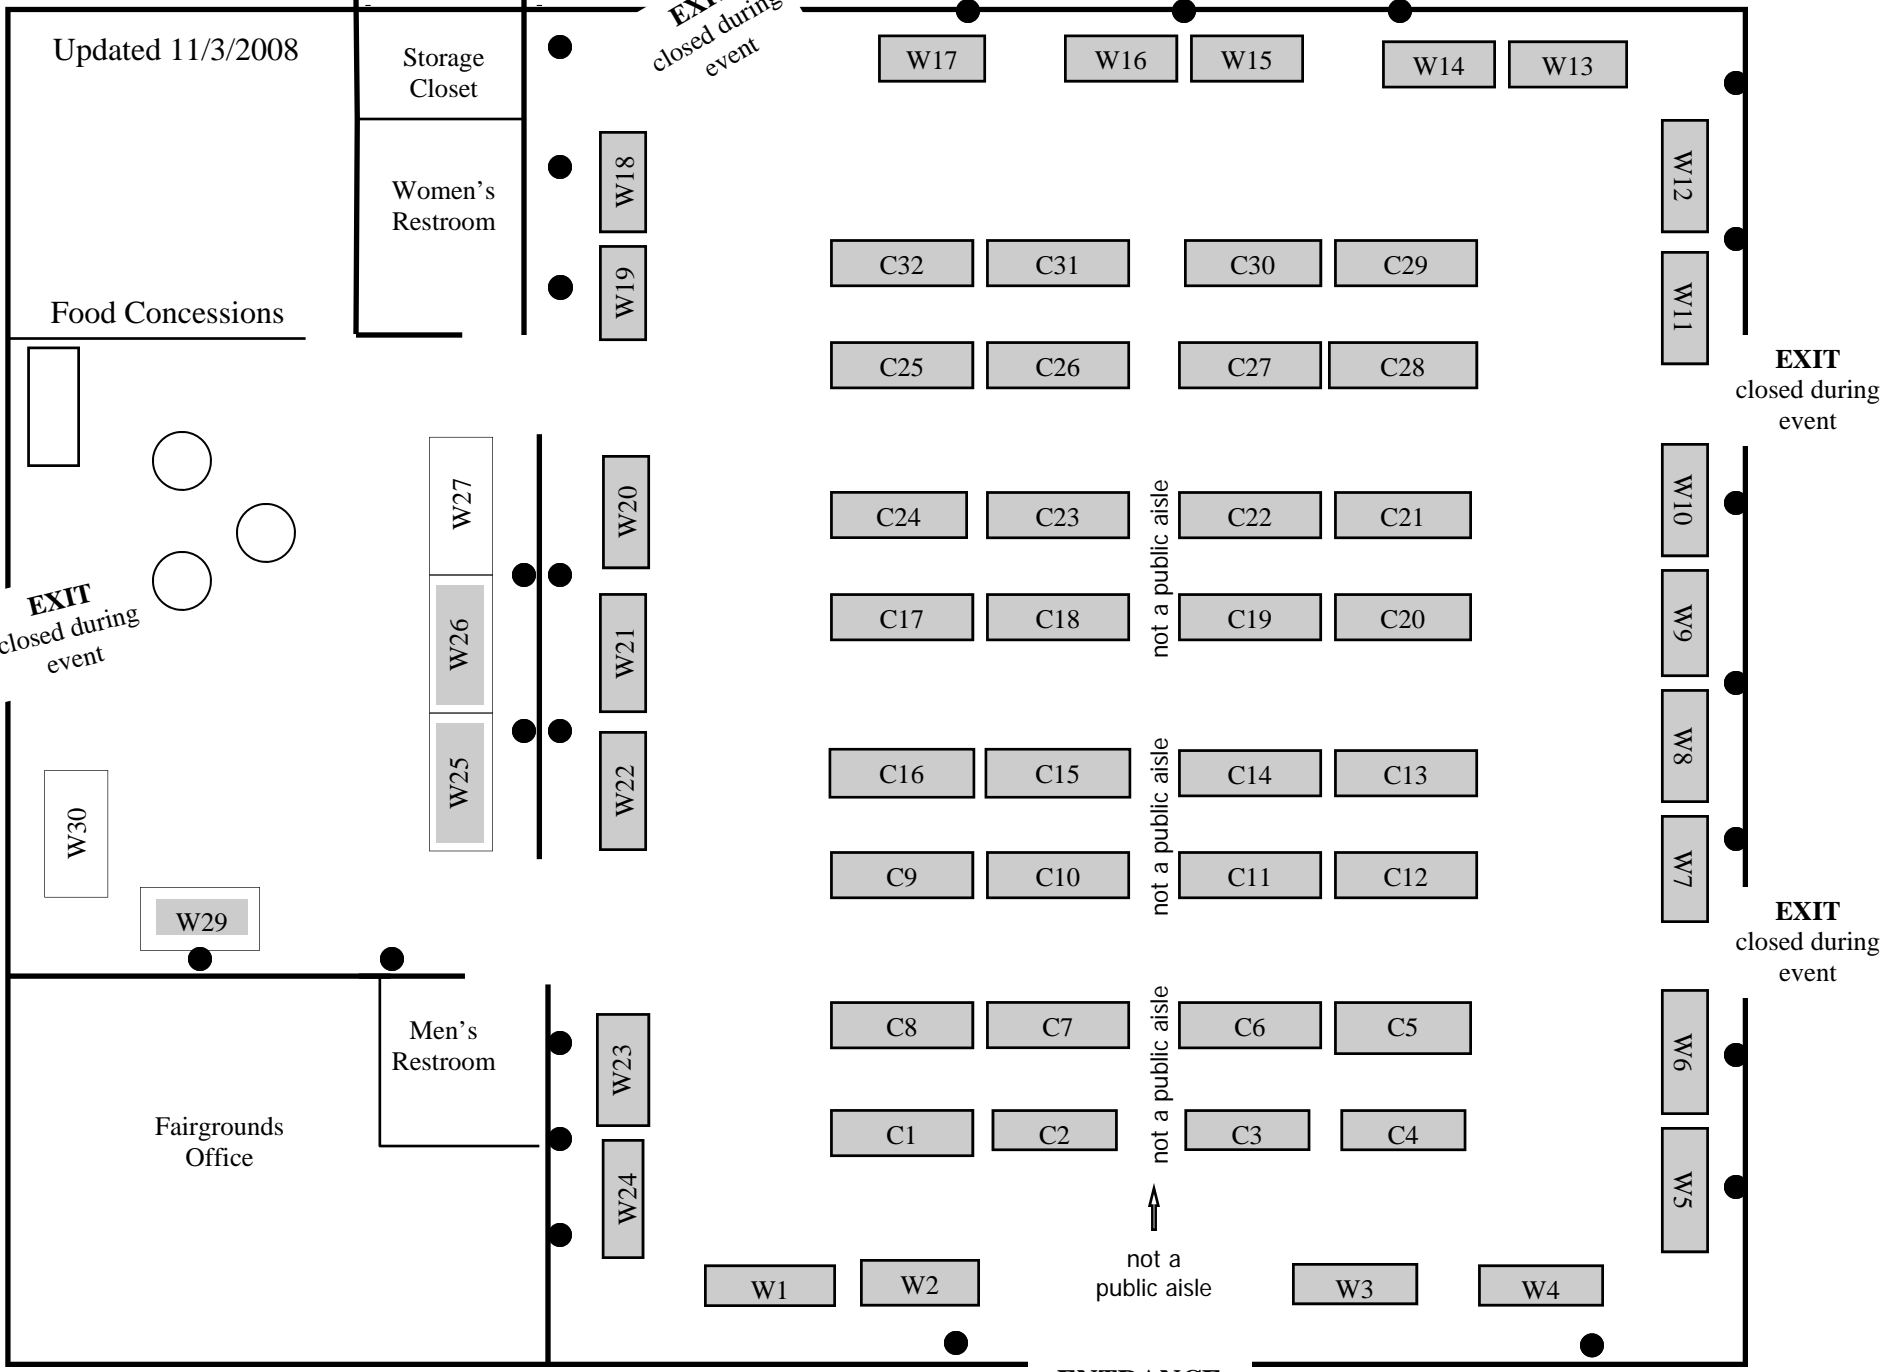 Updated 11/3/2008
Storage
Closet
EXIT
closed during
event
W17
W16
W15
W14
W13
W18
Women's
Restroom
W12
W19
C32
C31
C30
C29
W11
Food Concessions
C25
C26
C27
C28
EXIT
closed during
event
W27
W20
C24
C23
not a public aisle
C22
C21
W10
EXIT
closed during
event
W26
W21
C17
C18
C19
C20
W9
W25
W22
C16
C15
not a public aisle
C14
C13
W8
W30
C9
C10
C11
C12
W7
W29
EXIT
closed during
event
Men's
Restroom
W23
C8
C7
not a public aisle
C6
C5
W6
Fairgrounds
Office
C1
C2
C3
C4
W24
W5
not a
public aisle
W1
W2
W3
W4
ENTRANCE